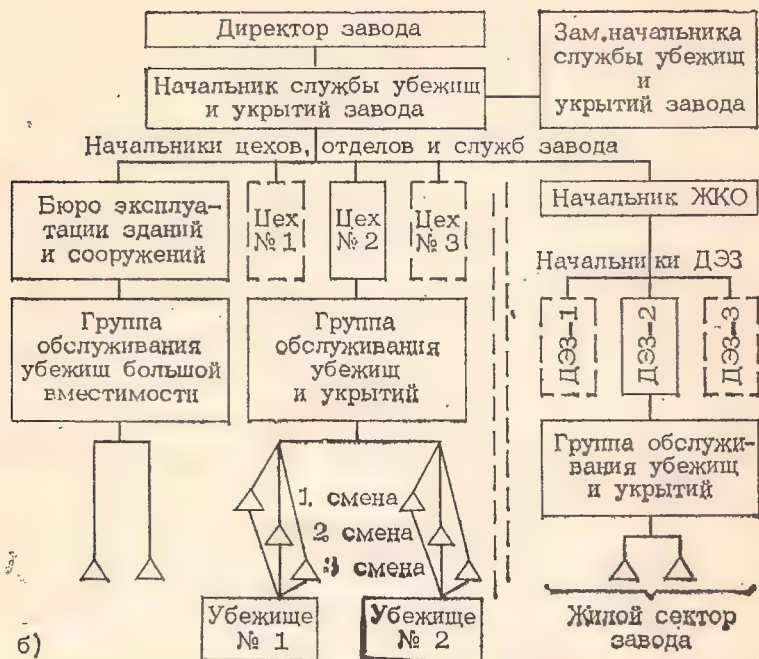 Директор завода
Зам.начальника
службы убежищ
и
укрытий завода
Начальник службы убежищ
и укрытий завода
Начальники цехов, отделов и служб завода
Бюро эксплуа-
тации зданий
и сооружений
Цех
№ 1
Цех
№ 2
Цех
№ 3
Начальник ЖКО
Начальники ДЭЗ
ДЭЗ-1
ДЭЗ-2
ДЭЗ-3
Группа
обслуживания
убежищ большой
вместимости
Группа
обслуживания
убежищ
и укрытий
Группа обслужи-
вания убежищ
и укрытий
1 смена
2 смена
3 смена
Убежище
№ 1
Убежище
№ 2
Жилой сектор
завода
б)